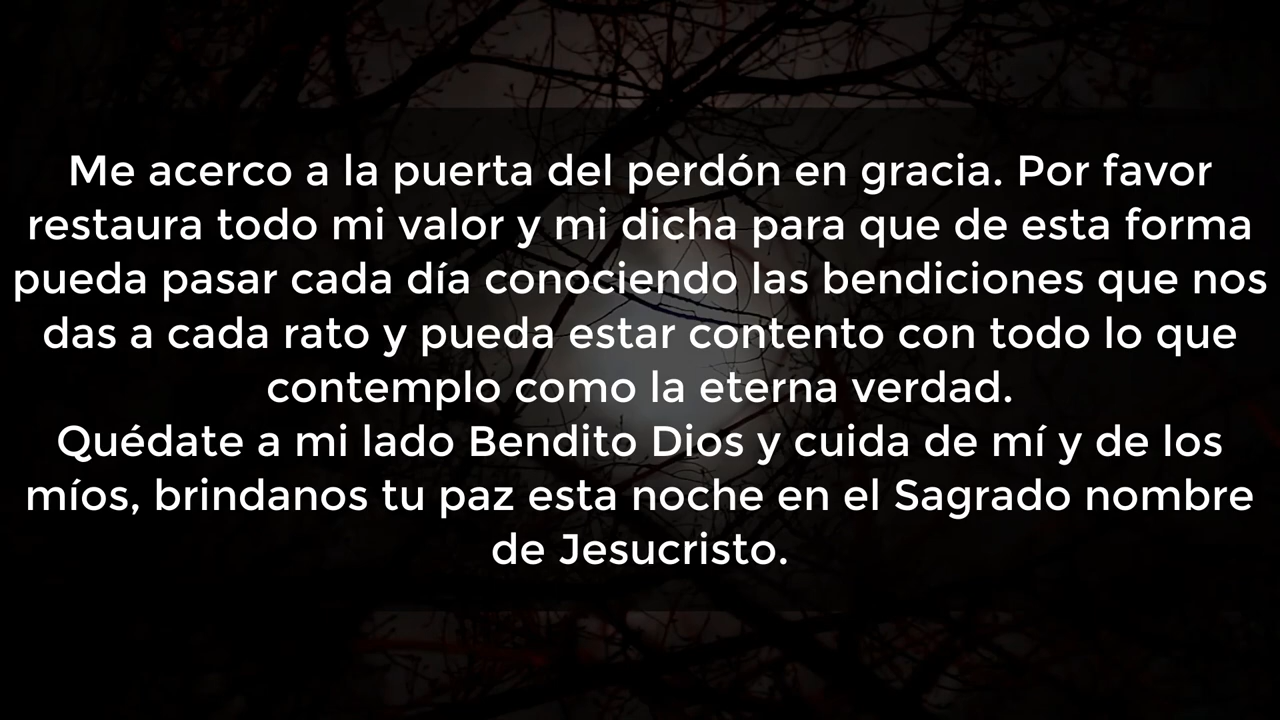 Me acerco a la puerta del perdón en gracia. Por favor
restaura todo mi valor y mi dicha para que de esta forma
pueda pasar cada día conociendo las bendiciones que nos
das a cada rato y pueda estar contento con todo lo que
contemplo como la eterna verdad.
Quédate a mi lado Bendito Dios y cuida de mí y de los
míos, brindanos tu paz esta noche en el Sagrado nombre
de Jesucristo.